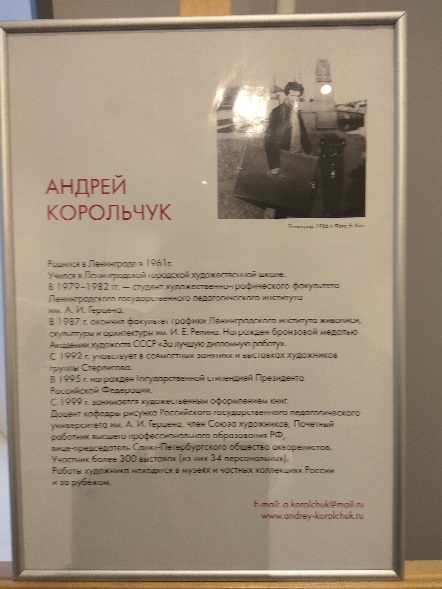 АНДРЕЙ
КОРОЛЬЧУК
Ленинград, 1986 г. Фото
Родился в Ленинграде в 1961г.
Учился в Ленинградской городской художественной школе.
В 1979–1982 гг. — студент художественно-графического факультета
Ленинградского государственного педагогического института
им. А. И. Герцена.
В 1987 г. окончил факультет графики Ленинградского института живописи,
скульптуры и архитектуры им. И. Е. Репина. Награжден бронзовой медалью
Академии художеств СССР «За лучшую дипломную работу».
С 1992 г. участвует в совместных занятиях и выставках художников
группы Стерлигова.
В 1995 г. награжден Государственной стипендией Президента
Российской Федерации.
С 1999 г. занимается художественным оформлением книг.
Доцент кафедры рисунка Российского государственного педагогического
университета им. А. И. Герцена, член Союза художников, Почетный
работник высшего профессионального образования РФ,
вице-председатель Санкт-Петербургского общества акварелистов.
Участник более 300 выставок (из них 34 персональных).
Работы художника находятся в музеях и частных коллекциях России
и за рубежом.
E-mail: a.korolchuk@mail.ru
www.andrey-korolchuk.ru